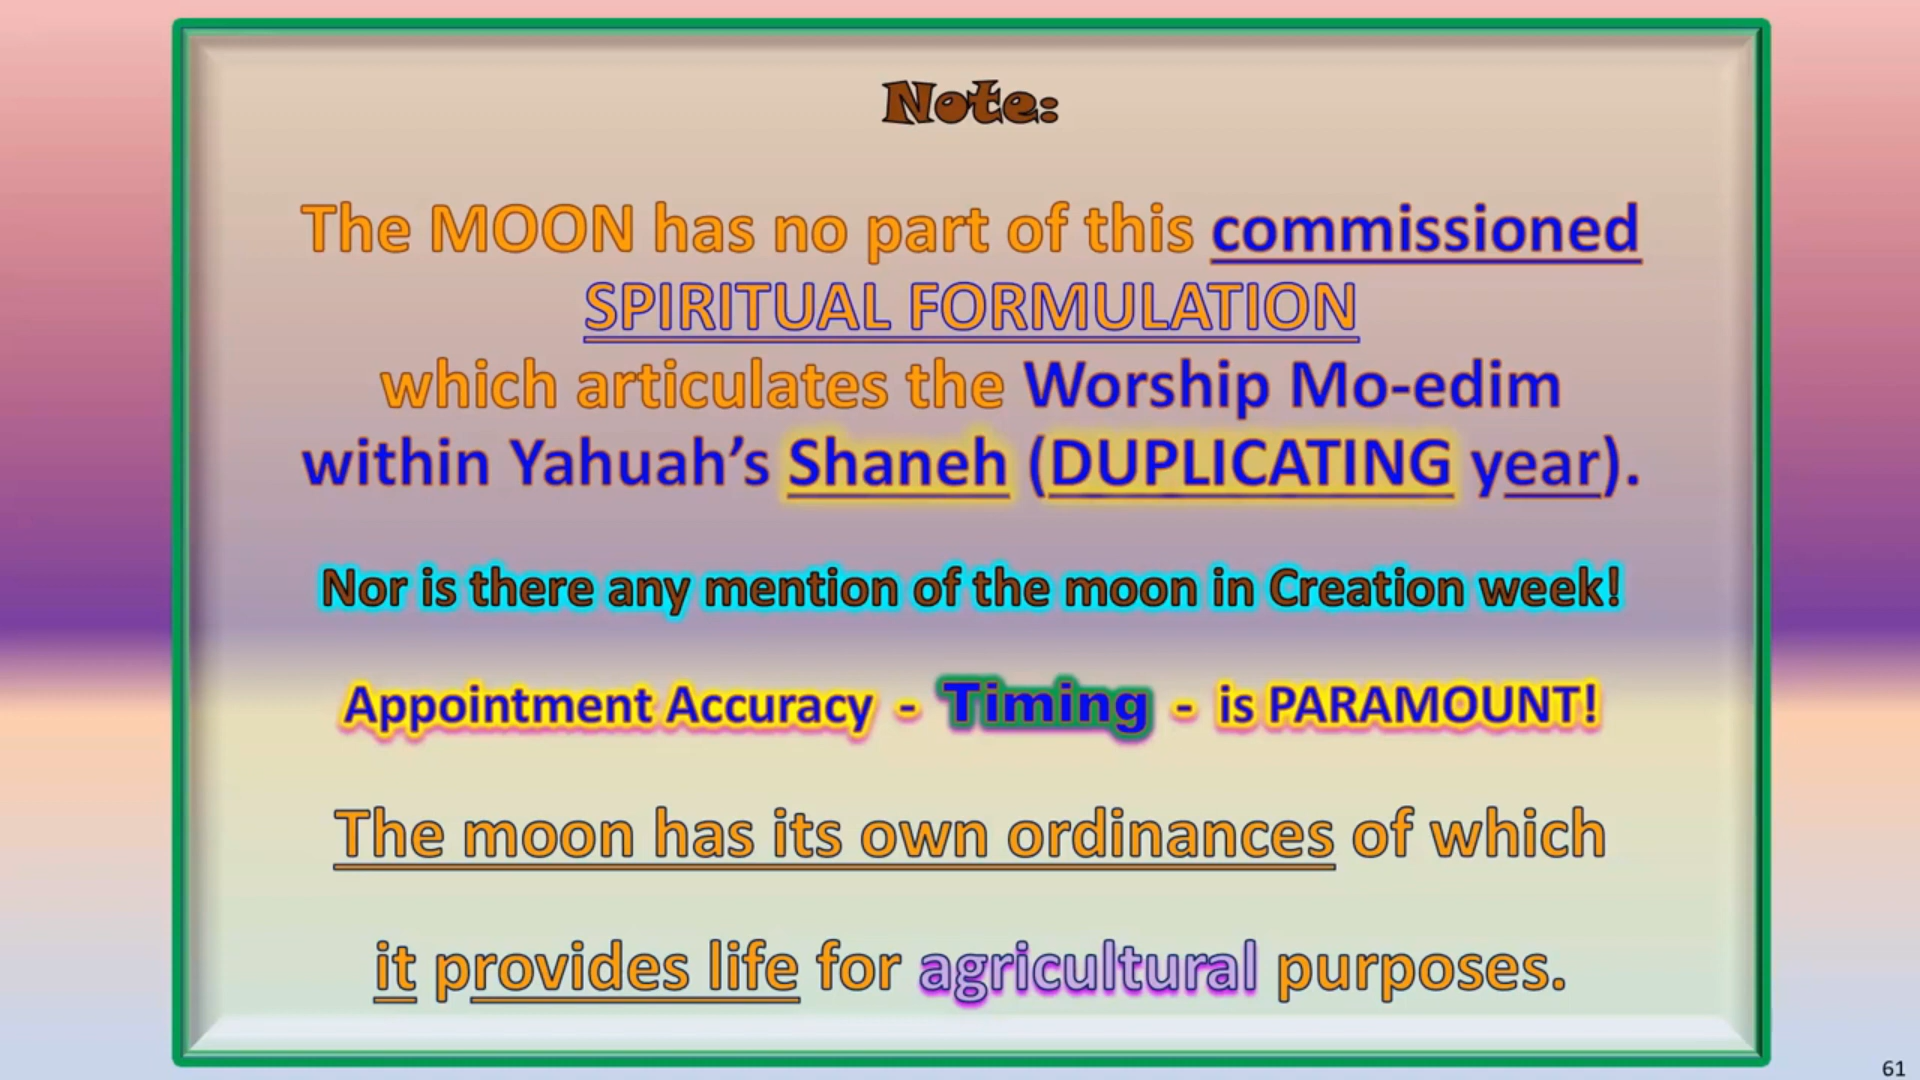 Note:
The MOON has no part of this commissioned
SPIRITUAL FORMULATION
which articulates the Worship Mo-edim
within Yahuah’s Shaneh (DUPLICATING year).
Nor is there any mention of the moon in Creation week!
Appointment Accuracy - Timing - is PARAMOUNT!
The moon has its own ordinances of which
it provides life for agricultural purposes.
61